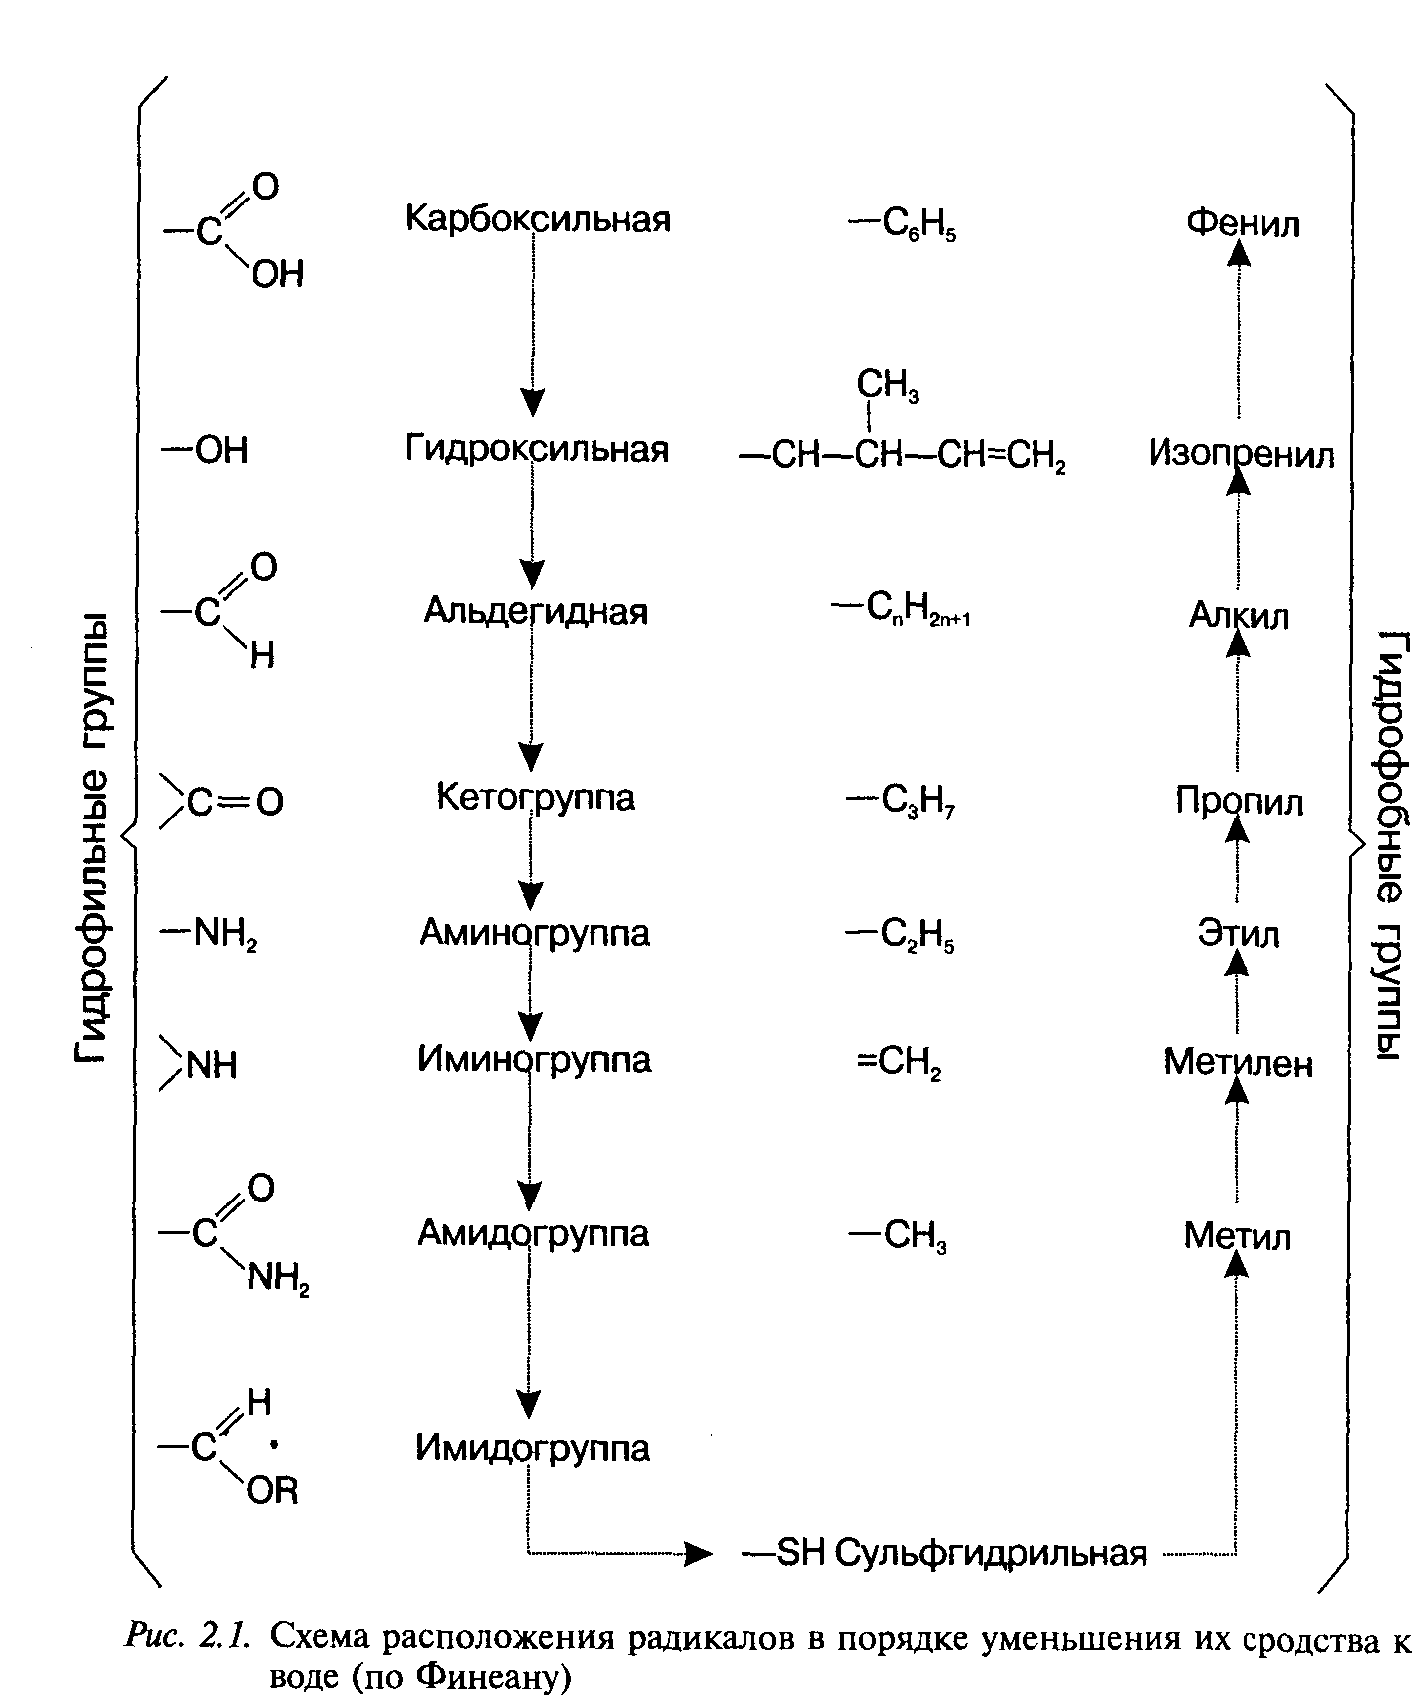 Гидрофильные группы
O
—C
OH
Карбоксильная
—C₆H₅
Фенил
CH₃
—OH
Гидроксильная
—CH—CH—CH=CH₂
Изопренил
O
—C
H
Альдегидная
—CₙH₂ₙ₊₁
Алкил
C=O
Кетогруппа
—C₃H₇
Пропил
—NH₂
Аминогруппа
—C₂H₅
Этил
NH
Иминогруппа
=CH₂
Метилен
O
—C
NH₂
Амидогруппа
—CH₃
Метил
H
—C
OR
Имидогруппа
—SH Сульфгидрильная
Гидрофобные группы
Рис. 2.1. Схема расположения радикалов в порядке уменьшения их сродства к
воде (по Финеану)